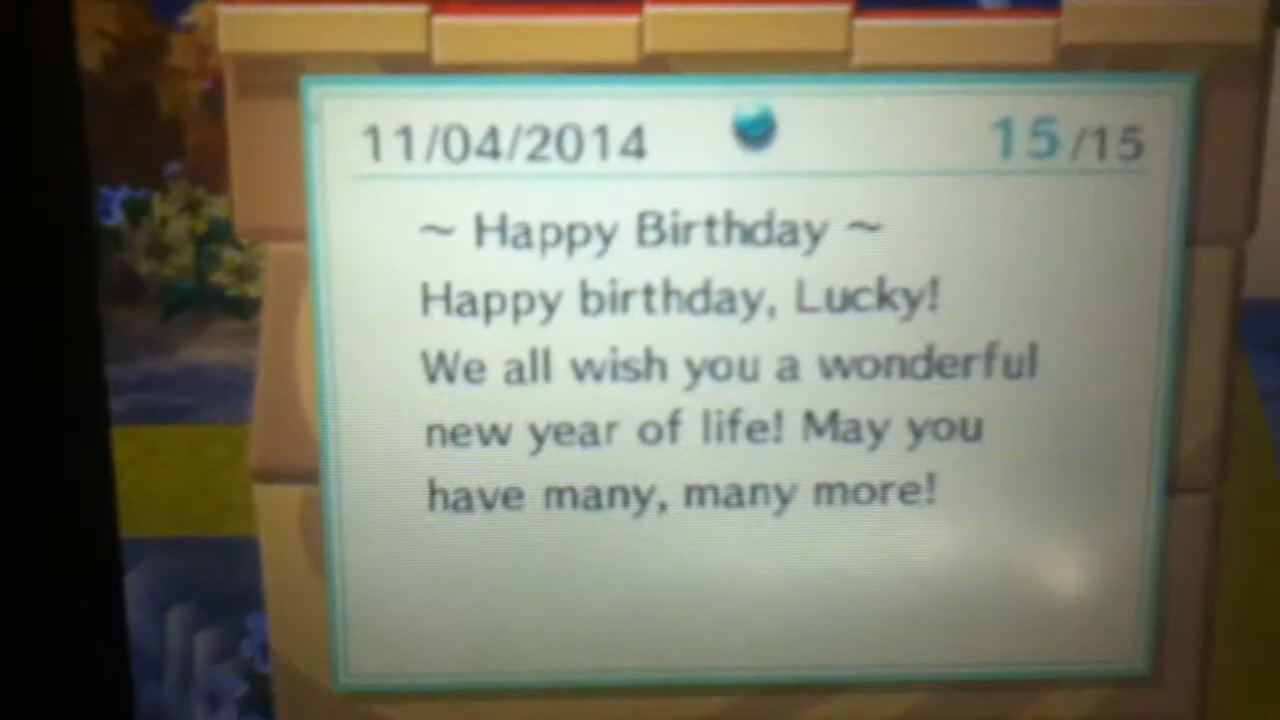 11/04/2014 15/15
~ Happy Birthday ~
Happy birthday, Lucky!
We all wish you a wonderful
new year of life! May you
have many, many more!